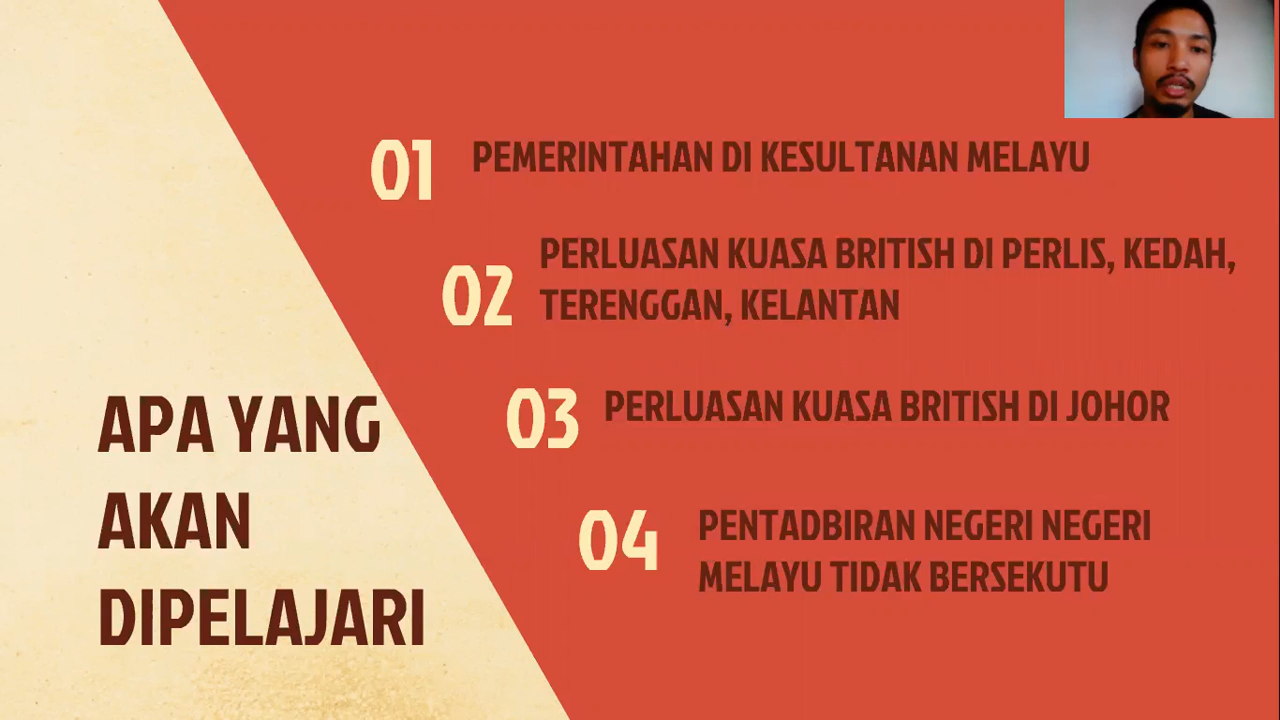 APA YANG
AKAN
DIPELAJARI
01 PEMERINTAHAN DI KESULTANAN MELAYU
02 PERLUASAN KUASA BRITISH DI PERLIS, KEDAH,
TERENGGAN, KELANTAN
03 PERLUASAN KUASA BRITISH DI JOHOR
04 PENTADBIRAN NEGERI NEGERI
MELAYU TIDAK BERSEKUTU